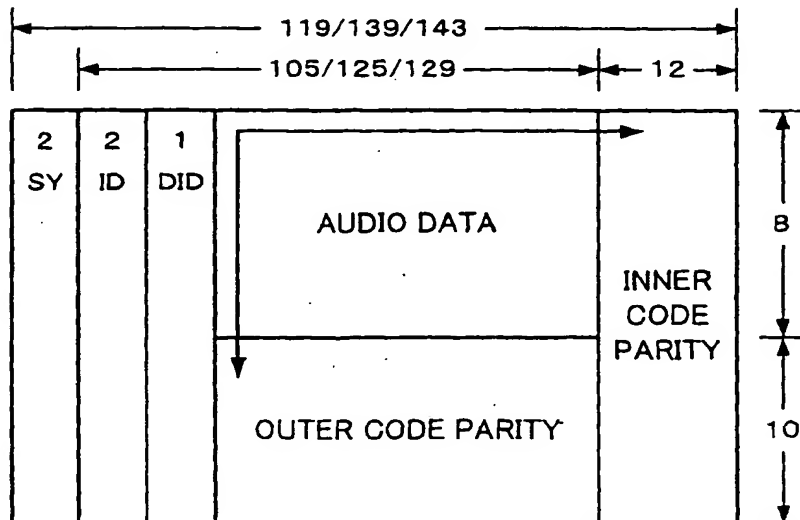 119/139/143
105/125/129
12
2
SY
2
ID
1
DID
AUDIO DATA
8
INNER
CODE
PARITY
OUTER CODE PARITY
10